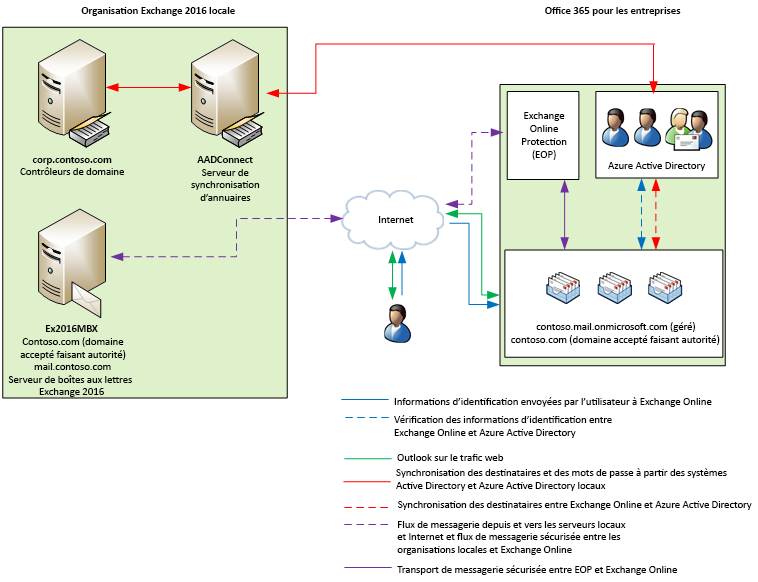 Organisation Exchange 2016 locale
Office 365 pour les entreprises
corp.contoso.com
Contrôleurs de domaine
AADConnect
Serveur de
synchronisation
d'annuaires
Exchange
Online
Protection
(EOP)
Azure Active Directory
Internet
Ex2016MBX
Contoso.com (domaine
accepté faisant autorité)
mail.contoso.com
Serveur de boîtes aux lettres
Exchange 2016
contoso.mail.onmicrosoft.com (géré)
contoso.com (domaine accepté faisant autorité)
Informations d'identification envoyées par l'utilisateur à Exchange Online
Vérification des informations d'identification entre
Exchange Online et Azure Active Directory
Outlook sur le trafic web
Synchronisation des destinataires et des mots de passe à partir des systèmes
Active Directory et Azure Active Directory locaux
Synchronisation des destinataires entre Exchange Online et Azure Active Directory
Flux de messagerie depuis et vers les serveurs locaux
et Internet et flux de messagerie sécurisée entre les
organisations locales et Exchange Online
Transport de messagerie sécurisée entre EOP et Exchange Online